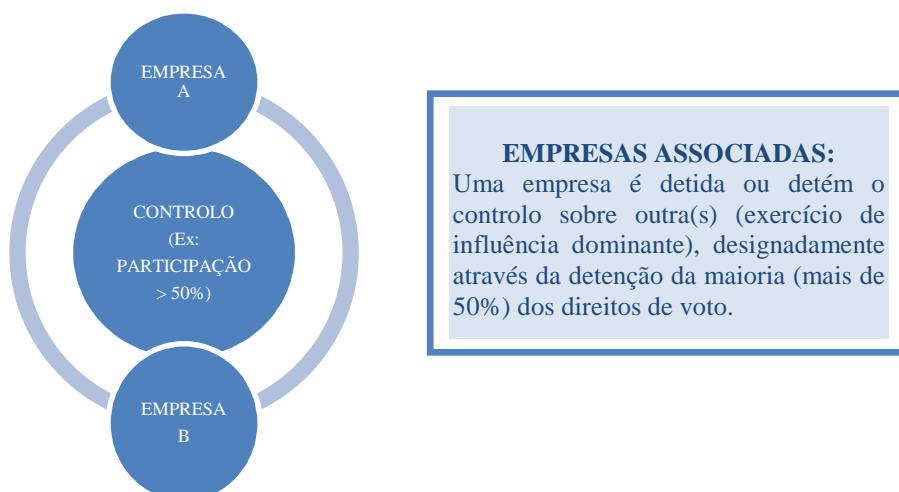 EMPRESA
A
CONTROLO
(Ex:
PARTICIPAÇÃO
> 50%)
EMPRESA
B
EMPRESAS ASSOCIADAS:
Uma empresa é detida ou detém o
controlo sobre outra(s) (exercício de
influência dominante), designadamente
através da detenção da maioria (mais de
50%) dos direitos de voto.